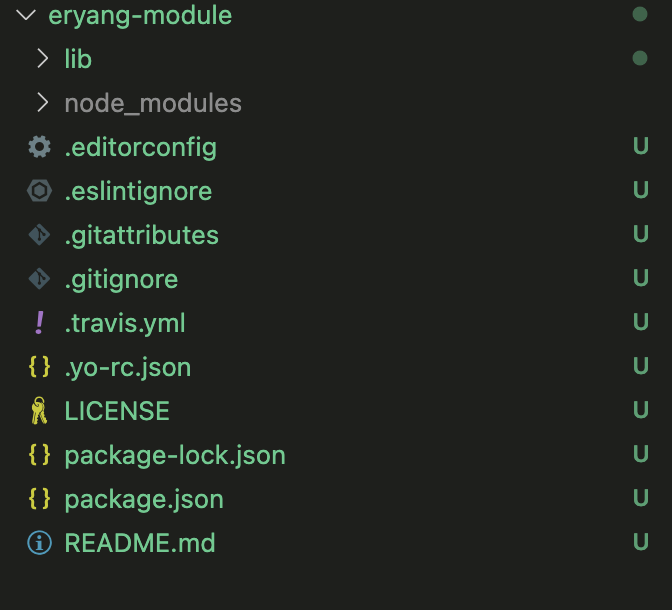 eryang-module
lib
node_modules
.editorconfig U
.eslintignore U
.gitattributes U
.gitignore U
.travis.yml U
.yo-rc.json U
LICENSE U
package-lock.json U
package.json U
README.md U